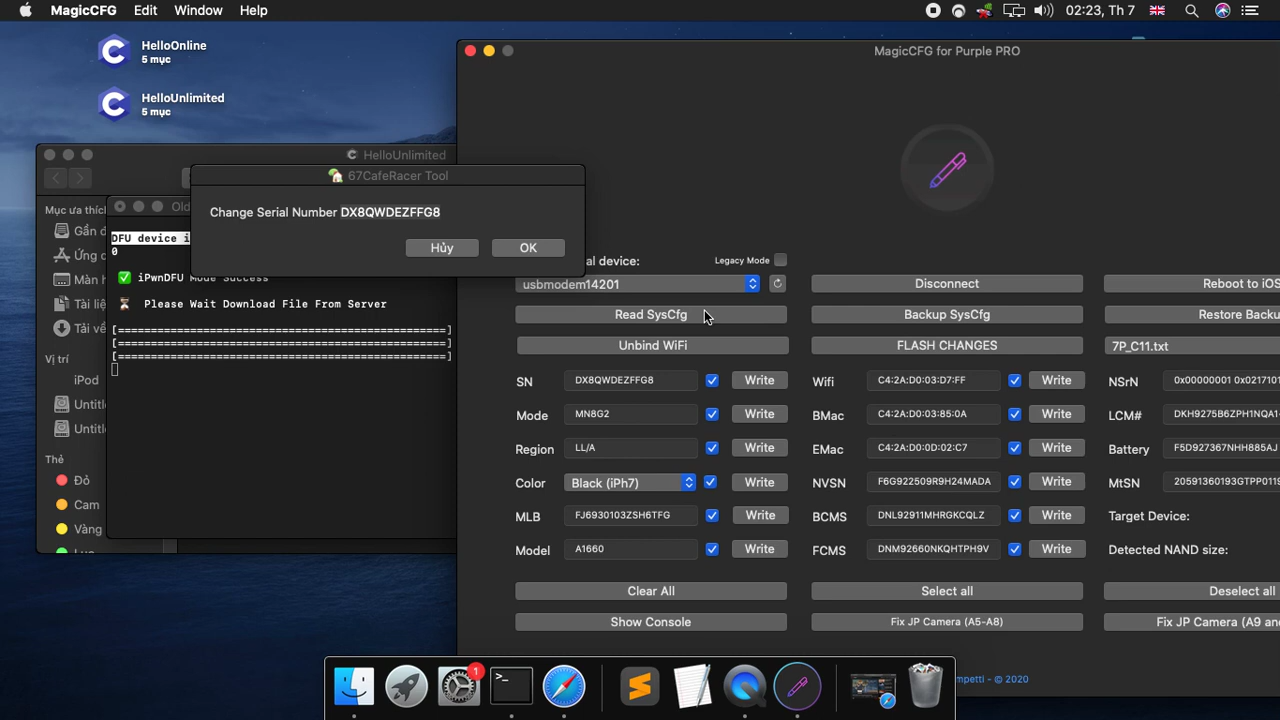 MagicCFG Edit Window Help 02:23, Th 7
HelloOnline
5 mục
HelloUnlimited
5 mục
HelloUnlimited
Mục ưa thíc
Gần đ
Ứng c
Màn h
Tài liệ
Tải về
Vị trí
iPod
Untitl
Untitl
Thẻ
Đỏ
Cam
Vàng
Old
DFU device i
0
iPwnDFU Mode Success
Please Wait Download File From Server
[==================================================]
[==================================================]
[==================================================]
67CafeRacer Tool
Change Serial Number DX8QWDEZFFG8
Hủy OK
MagicCFG for Purple PRO
al device: Legacy Mode
usbmodem14201 Disconnect Reboot to iOS
Read SysCfg Backup SysCfg Restore Backu
Unbind WiFi FLASH CHANGES 7P_C11.txt
SN DX8QWDEZFFG8 Write Wifi C4:2A:D0:03:D7:FF Write NSrN 0x00000001 0x0217101
Mode MN8G2 Write BMac C4:2A:D0:03:85:0A Write LCM# DKH9275B6ZPH1NQA1
Region LL/A Write EMac C4:2A:D0:0D:02:C7 Write Battery F5D927367NHH885AJ
Color Black (iPh7) Write NVSN F6G922509R9H24MADA Write MtSN 20591360193GTPP0119
MLB FJ6930103ZSH6TFG Write BCMS DNL92911MHRGKCQLZ Write Target Device:
Model A1660 Write FCMS DNM92660NKQHTPH9V Write Detected NAND size:
Clear All Select all Deselect all
Show Console Fix JP Camera (A5-A8) Fix JP Camera (A9 an
mpetti - © 2020
1